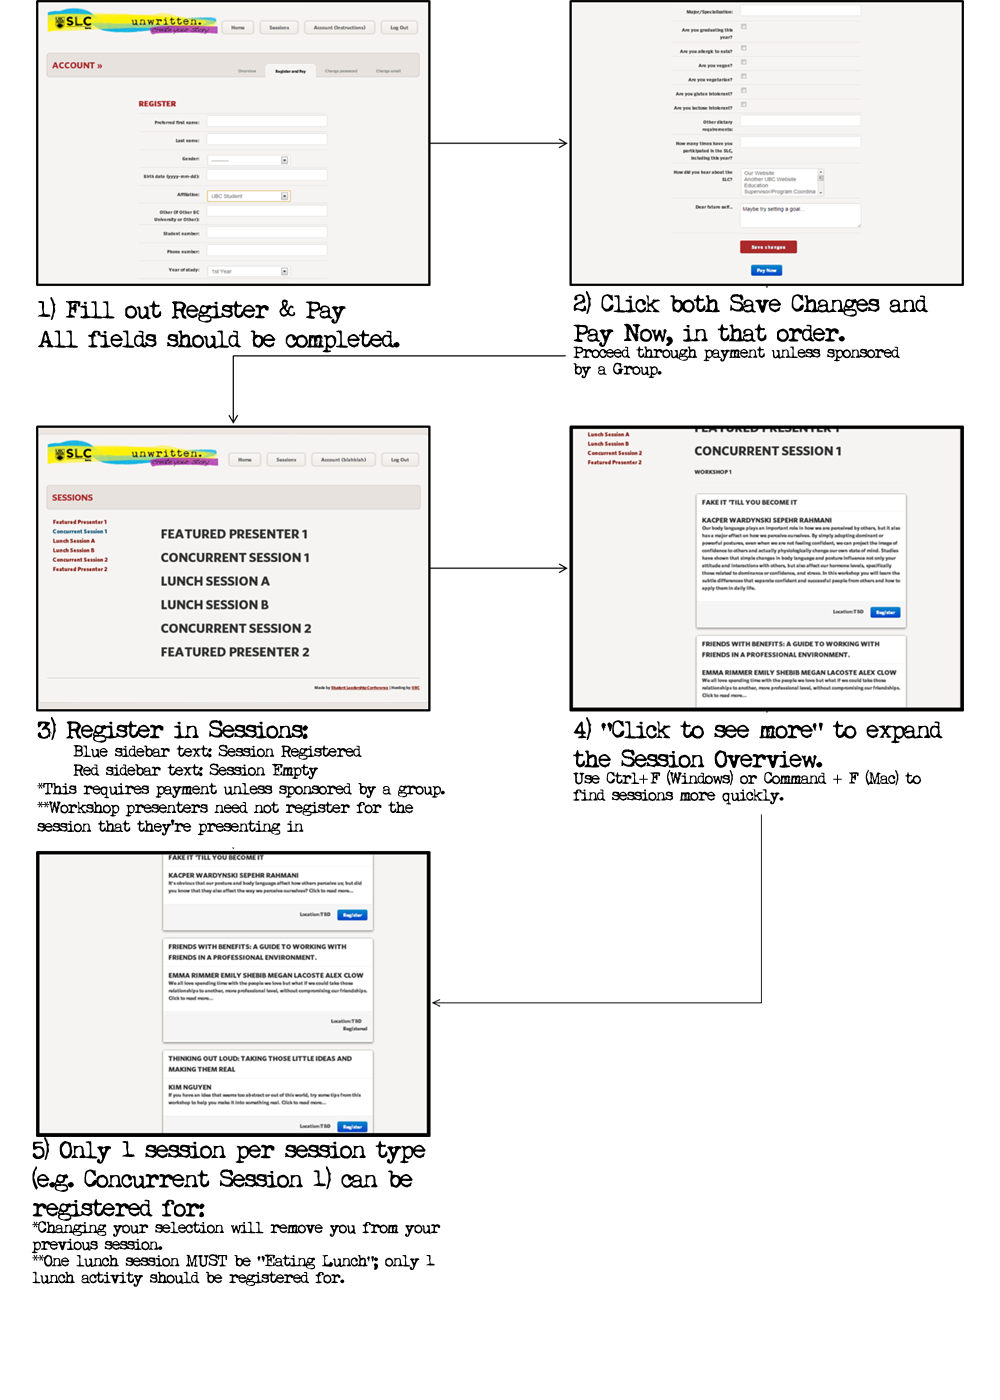 SLC
unwritten.
create your story
Home
Sessions
Account (Instructions)
Log Out
ACCOUNT »
Overview
Register and Pay
Change password
Change email
REGISTER
Preferred first name:
Last name:
Gender:
---------
Birth date (yyyy-mm-dd):
Affiliation:
UBC Student
Other (if Other BC
University or Other):
Student number:
Phone number:
Year of study:
1st Year
1) Fill out Register & Pay
All fields should be completed.
Major/Specialization:
Are you graduating this
year?
Are you allergic to nuts?
Are you vegan?
Are you vegetarian?
Are you gluten intolerant?
Are you lactose intolerant?
Other dietary
requirements:
How many times have you
participated in the SLC,
including this year?
How did you hear about the
SLC?
Our Website
Another UBC Website
Education
Supervisor/Program Coordina
Dear future self...
Maybe try setting a goal...
Save changes
Pay Now
2) Click both Save Changes and
Pay Now, in that order.
Proceed through payment unless sponsored
by a Group.
SLC
unwritten.
create your story
Home
Sessions
Account (blahblah)
Log Out
SESSIONS
Featured Presenter 1
Concurrent Session 1
Lunch Session A
Lunch Session B
Concurrent Session 2
Featured Presenter 2
FEATURED PRESENTER 1
CONCURRENT SESSION 1
LUNCH SESSION A
LUNCH SESSION B
CONCURRENT SESSION 2
FEATURED PRESENTER 2
Made by Student Leadership Conference | Hosting by UBC
3) Register in Sessions:
Blue sidebar text: Session Registered
Red sidebar text: Session Empty
*This requires payment unless sponsored by a group.
**Workshop presenters need not register for the
session that they're presenting in
Lunch Session A
Lunch Session B
Concurrent Session 2
Featured Presenter 2
FEATURED PRESENTER 1
CONCURRENT SESSION 1
WORKSHOP 1
FAKE IT 'TILL YOU BECOME IT
KACPER WARDYNSKI SEPEHR RAHMANI
Our body language plays an important role in how we are perceived by others, but it also
has a major effect on how we perceive ourselves. By simply adopting dominant or
powerful postures, even when we are not feeling confident, we can project the image of
confidence to others and actually physiologically change our own state of mind. Studies
have shown that simple changes in body language and posture influence not only your
attitude and interactions with others, but also effect our hormone levels, specifically
those related to dominance or confidence, and stress. In this workshop you will learn the
subtle differences that separate confident and successful people from others and how to
apply them in daily life.
Location: TBD
Register
FRIENDS WITH BENEFITS: A GUIDE TO WORKING WITH
FRIENDS IN A PROFESSIONAL ENVIRONMENT.
EMMA RIMMER EMILY SHEBIB MEGAN LACOSTE ALEX CLOW
We all love spending time with the people we love but what if we could take those
relationships to another, more professional level, without compromising our friendships.
Click to read more...
4) "Click to see more" to expand
the Session Overview.
Use Ctrl+F (Windows) or Command + F (Mac) to
find sessions more quickly.
FAKE IT 'TILL YOU BECOME IT
KACPER WARDYNSKI SEPEHR RAHMANI
It's obvious that our posture and body language affect how others perceive us; but did
you know that they also affect the way we perceive ourselves? Click to read more...
Location: TBD
Register
FRIENDS WITH BENEFITS: A GUIDE TO WORKING WITH
FRIENDS IN A PROFESSIONAL ENVIRONMENT.
EMMA RIMMER EMILY SHEBIB MEGAN LACOSTE ALEX CLOW
We all love spending time with the people we love but what if we could take those
relationships to another, more professional level, without compromising our friendships.
Click to read more...
Location: TBD
Registered
THINKING OUT LOUD: TAKING THOSE LITTLE IDEAS AND
MAKING THEM REAL
KIM NGUYEN
If you have an idea that seems too abstract or out of this world, try some tips from this
workshop to help you make it into something real. Click to read more...
Location: TBD
Register
5) Only 1 session per session type
(e.g. Concurrent Session 1) can be
registered for:
*Changing your selection will remove you from your
previous session.
**One lunch session MUST be "Eating Lunch"; only 1
lunch activity should be registered for.